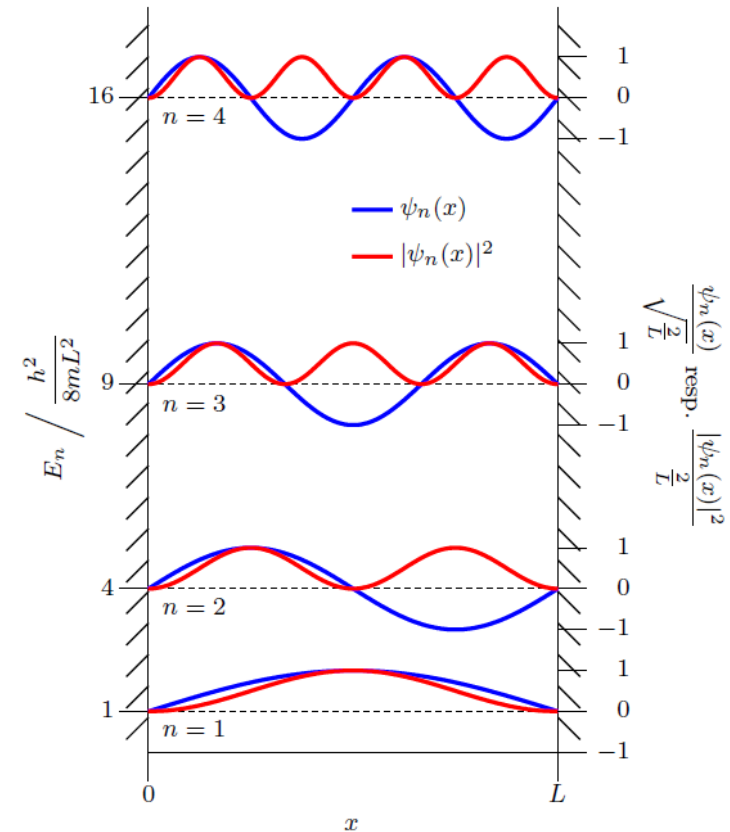 1
16
0
n = 4
−1
ψₙ(x)
|ψₙ(x)|²
1
9
0
n = 3
−1
Eₙ / h²/8mL²
ψₙ(x)/√(2/L) resp. |ψₙ(x)|²/(2/L)
1
4
0
n = 2
−1
1
1
0
n = 1
−1
0
L
x